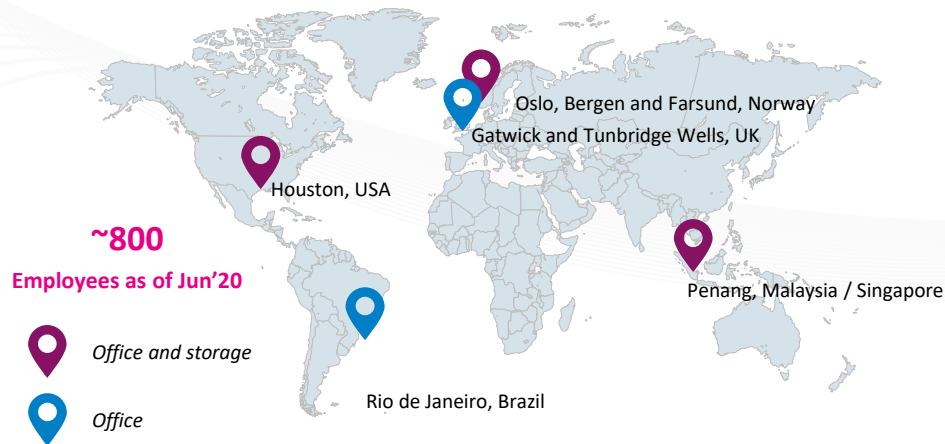 Oslo, Bergen and Farsund, Norway
Gatwick and Tunbridge Wells, UK
Houston, USA
~800
Employees as of Jun'20
Penang, Malaysia / Singapore
Office and storage
Rio de Janeiro, Brazil
Office